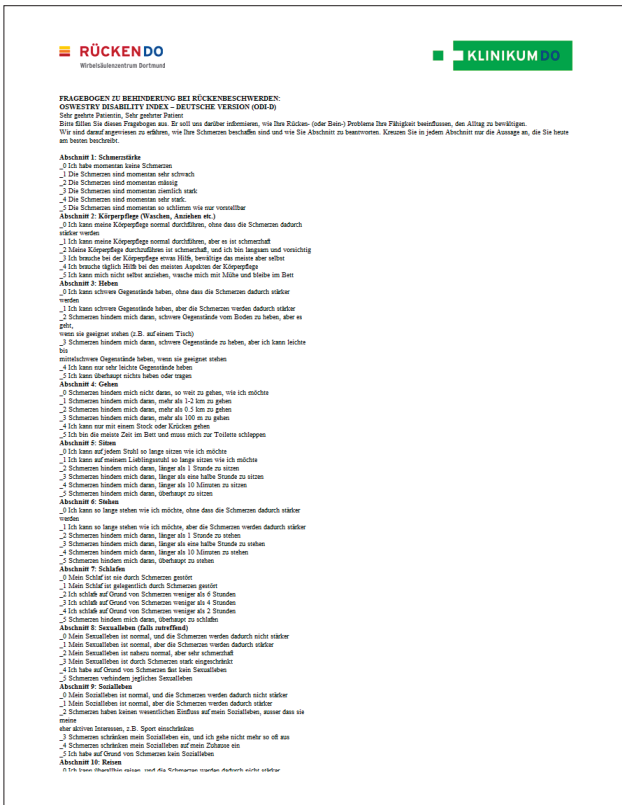 RÜCKENDO
Wirbelsäulenzentrum Dortmund
KLINIKUMDO
FRAGEBOGEN ZU BEHINDERUNG BEI RÜCKENBESCHWERDEN:
OSWESTRY DISABILITY INDEX – DEUTSCHE VERSION (ODI-D)
Sehr geehrte Patientin, Sehr geehrter Patient
Bitte füllen Sie diesen Fragebogen aus. Er soll uns darüber informieren, wie Ihre Rücken- (oder Bein-) Probleme Ihre Fähigkeit beeinflussen, den Alltag zu bewältigen.
Wir sind darauf angewiesen zu erfahren, wie Ihre Schmerzen beschaffen sind und wie Sie Abschnitt zu beantworten. Kreuzen Sie in jedem Abschnitt nur die Aussage an, die Sie heute
am besten beschreibt.
Abschnitt 1: Schmerzstärke
_0 Ich habe momentan keine Schmerzen
_1 Die Schmerzen sind momentan sehr schwach
_2 Die Schmerzen sind momentan mässig
_3 Die Schmerzen sind momentan ziemlich stark
_4 Die Schmerzen sind momentan sehr stark.
_5 Die Schmerzen sind momentan so schlimm wie nur vorstellbar
Abschnitt 2: Körperpflege (Waschen, Anziehen etc.)
_0 Ich kann meine Körperpflege normal durchführen, ohne dass die Schmerzen dadurch
stärker werden
_1 Ich kann meine Körperpflege normal durchführen, aber es ist schmerzhaft
_2 Meine Körperpflege durchzuführen ist schmerzhaft, und ich bin langsam und vorsichtig
_3 Ich brauche bei der Körperpflege etwas Hilfe, bewältige das meiste aber selbst
_4 Ich brauche täglich Hilfe bei den meisten Aspekten der Körperpflege
_5 Ich kann mich nicht selbst anziehen, wasche mich mit Mühe und bleibe im Bett
Abschnitt 3: Heben
_0 Ich kann schwere Gegenstände heben, ohne dass die Schmerzen dadurch stärker
werden
_1 Ich kann schwere Gegenstände heben, aber die Schmerzen werden dadurch stärker
_2 Schmerzen hindern mich daran, schwere Gegenstände vom Boden zu heben, aber es
geht,
wenn sie geeignet stehen (z.B. auf einem Tisch)
_3 Schmerzen hindern mich daran, schwere Gegenstände zu heben, aber ich kann leichte
bis
mittelschwere Gegenstände heben, wenn sie geeignet stehen
_4 Ich kann nur sehr leichte Gegenstände heben
_5 Ich kann überhaupt nichts heben oder tragen
Abschnitt 4: Gehen
_0 Schmerzen hindern mich nicht daran, so weit zu gehen, wie ich möchte
_1 Schmerzen hindern mich daran, mehr als 1-2 km zu gehen
_2 Schmerzen hindern mich daran, mehr als 0.5 km zu gehen
_3 Schmerzen hindern mich daran, mehr als 100 m zu gehen
_4 Ich kann nur mit einem Stock oder Krücken gehen
_5 Ich bin die meiste Zeit im Bett und muss mich zur Toilette schleppen
Abschnitt 5: Sitzen
_0 Ich kann auf jedem Stuhl so lange sitzen wie ich möchte
_1 Ich kann auf meinem Lieblingsstuhl so lange sitzen wie ich möchte
_2 Schmerzen hindern mich daran, länger als 1 Stunde zu sitzen
_3 Schmerzen hindern mich daran, länger als eine halbe Stunde zu sitzen
_4 Schmerzen hindern mich daran, länger als 10 Minuten zu sitzen
_5 Schmerzen hindern mich daran, überhaupt zu sitzen
Abschnitt 6: Stehen
_0 Ich kann so lange stehen wie ich möchte, ohne dass die Schmerzen dadurch stärker
werden
_1 Ich kann so lange stehen wie ich möchte, aber die Schmerzen werden dadurch stärker
_2 Schmerzen hindern mich daran, länger als 1 Stunde zu stehen
_3 Schmerzen hindern mich daran, länger als eine halbe Stunde zu stehen
_4 Schmerzen hindern mich daran, länger als 10 Minuten zu stehen
_5 Schmerzen hindern mich daran, überhaupt zu stehen
Abschnitt 7: Schlafen
_0 Mein Schlaf ist nie durch Schmerzen gestört
_1 Mein Schlaf ist gelegentlich durch Schmerzen gestört
_2 Ich schlafe auf Grund von Schmerzen weniger als 6 Stunden
_3 Ich schlafe auf Grund von Schmerzen weniger als 4 Stunden
_4 Ich schlafe auf Grund von Schmerzen weniger als 2 Stunden
_5 Schmerzen hindern mich daran, überhaupt zu schlafen
Abschnitt 8: Sexualleben (falls zutreffend)
_0 Mein Sexualleben ist normal, und die Schmerzen werden dadurch nicht stärker
_1 Mein Sexualleben ist normal, aber die Schmerzen werden dadurch stärker
_2 Mein Sexualleben ist nahezu normal, aber sehr schmerzhaft
_3 Mein Sexualleben ist durch Schmerzen stark eingeschränkt
_4 Ich habe auf Grund von Schmerzen fast kein Sexualleben
_5 Schmerzen verhindern jegliches Sexualleben
Abschnitt 9: Sozialleben
_0 Mein Sozialleben ist normal, und die Schmerzen werden dadurch nicht stärker
_1 Mein Sozialleben ist normal, aber die Schmerzen werden dadurch stärker
_2 Schmerzen haben keinen wesentlichen Einfluss auf mein Sozialleben, ausser dass sie
meine
eher aktiven Interessen, z.B. Sport einschränken
_3 Schmerzen schränken mein Sozialleben ein, und ich gehe nicht mehr so oft aus
_4 Schmerzen schränken mein Sozialleben auf mein Zuhause ein
_5 Ich habe auf Grund von Schmerzen kein Sozialleben
Abschnitt 10: Reisen
_0 Ich kann überallhin reisen, und die Schmerzen werden dadurch nicht stärker